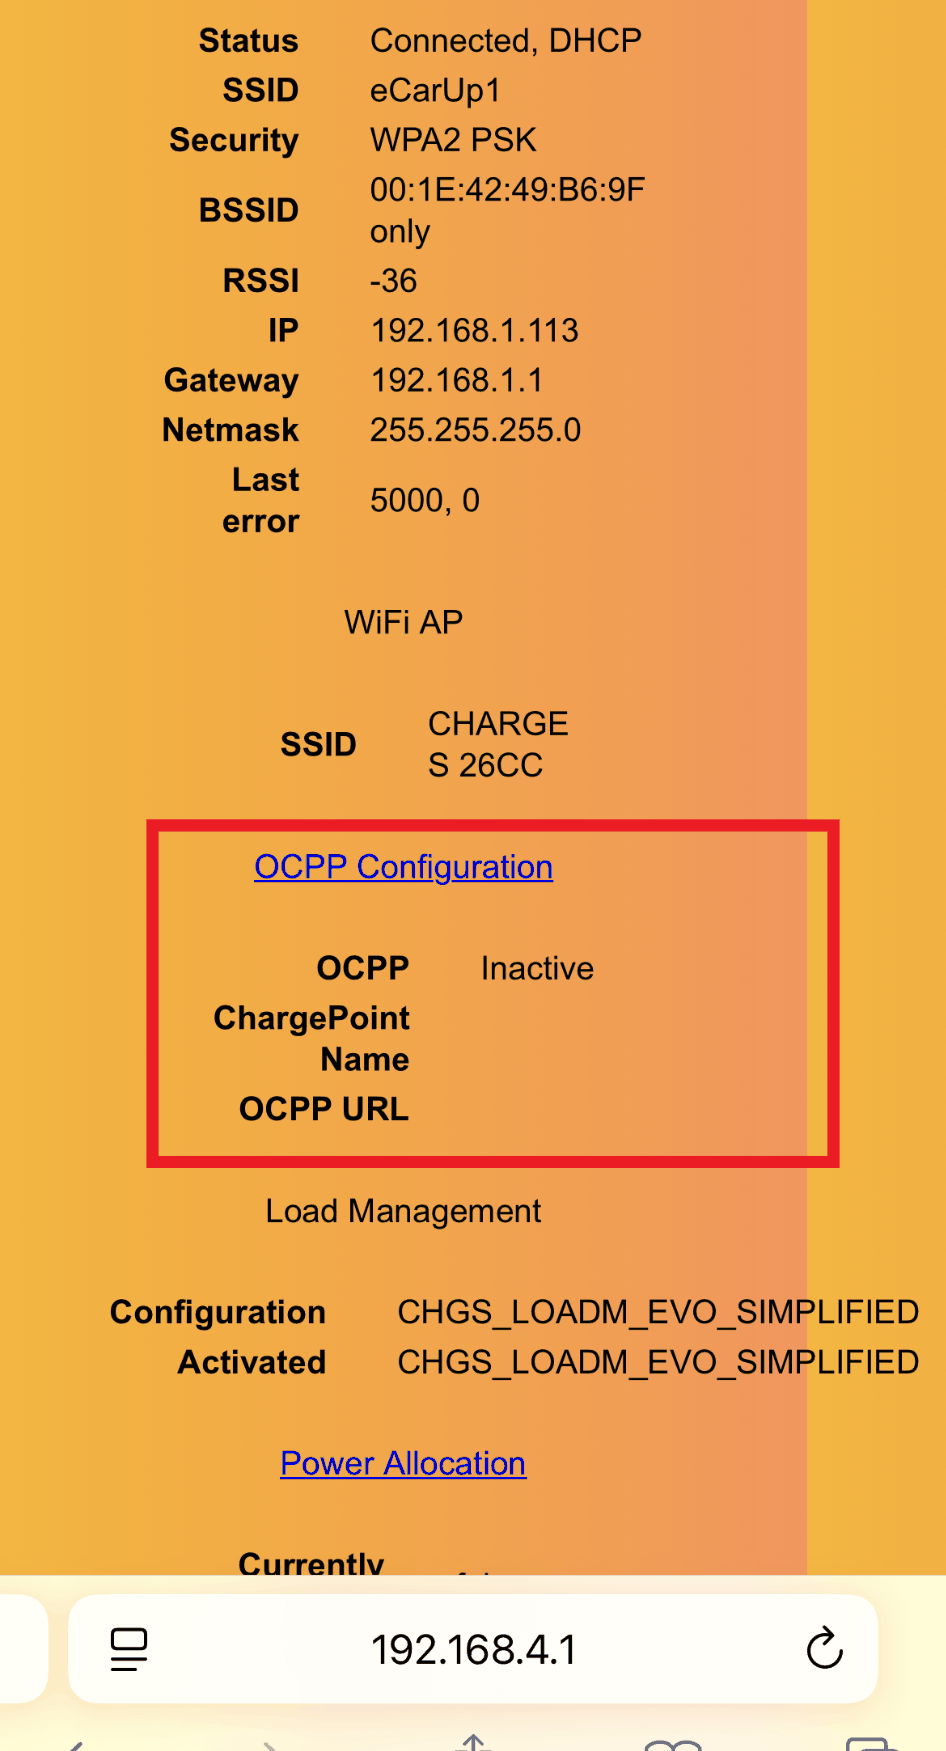 Status Connected, DHCP
SSID eCarUp1
Security WPA2 PSK
BSSID 00:1E:42:49:B6:9F
only
RSSI -36
IP 192.168.1.113
Gateway 192.168.1.1
Netmask 255.255.255.0
Last
error 5000, 0
WiFi AP
SSID CHARGE
S 26CC
OCPP Configuration
OCPP Inactive
ChargePoint
Name
OCPP URL
Load Management
Configuration CHGS_LOADM_EVO_SIMPLIFIED
Activated CHGS_LOADM_EVO_SIMPLIFIED
Power Allocation
Currently
192.168.4.1